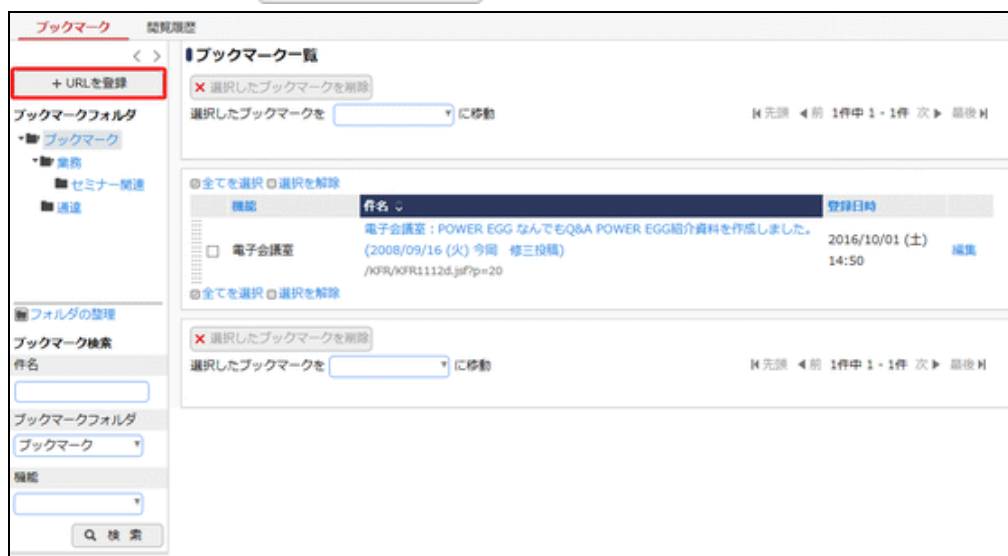 ブックマーク 閲覧履歴
+ URLを登録
ブックマークフォルダ
ブックマーク
業務
セミナー関連
通達
フォルダの整理
ブックマーク検索
件名
ブックマークフォルダ
ブックマーク
機能
検 索
ブックマーク一覧
選択したブックマークを削除
選択したブックマークを に移動 先頭 前 1件中 1 - 1件 次 最後
全てを選択 選択を解除
機能 件名 登録日時
電子会議室 電子会議室：POWER EGG なんでもQ&A POWER EGG紹介資料を作成しました。
(2008/09/16 (火) 今岡 修三投稿)
/KFR/KFR1112d.jsf?p=20
2016/10/01 (土)
14:50
編集
全てを選択 選択を解除
選択したブックマークを削除
選択したブックマークを に移動 先頭 前 1件中 1 - 1件 次 最後